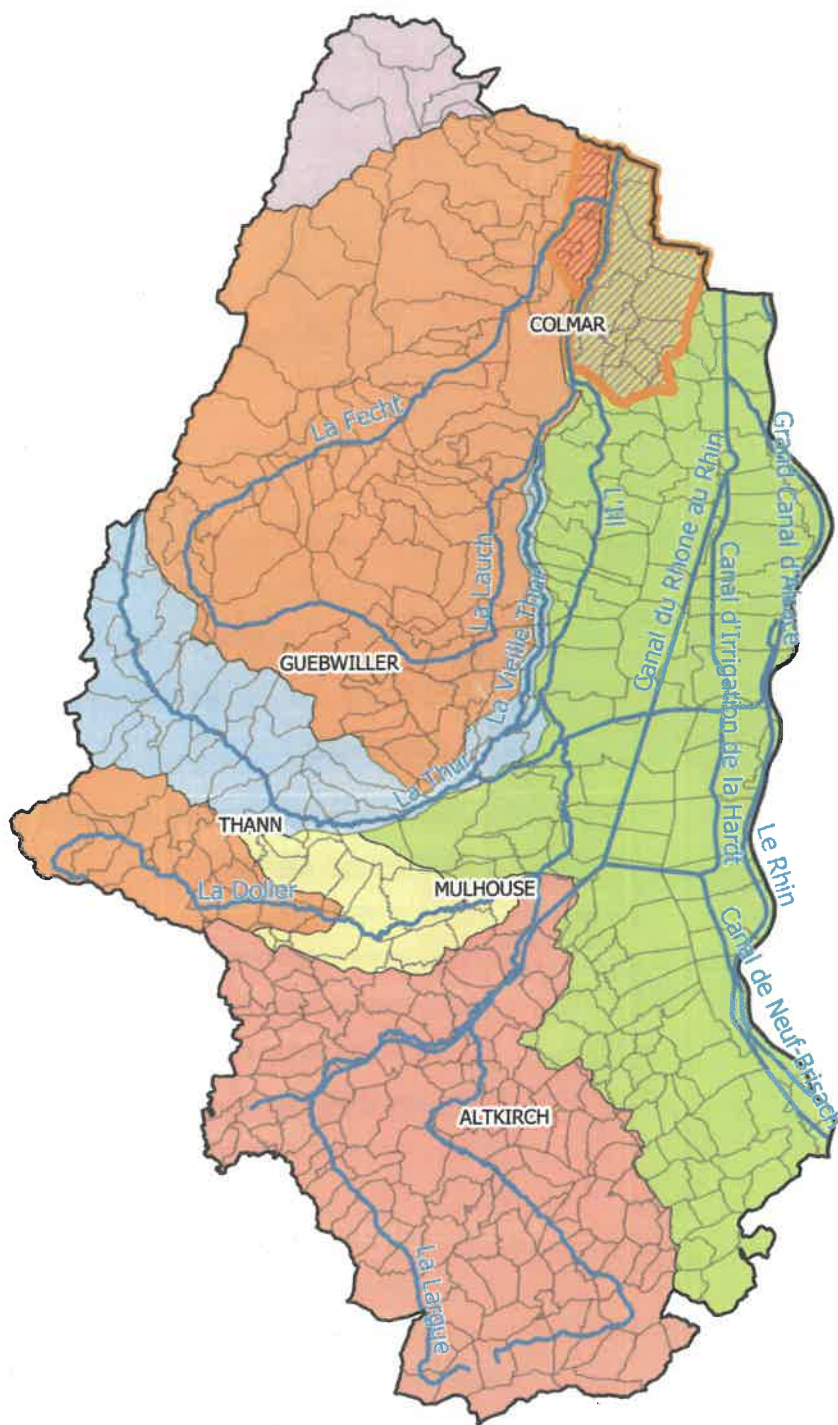 COLMAR
La Fecht
L'Ill
Grand Canal d'Alsace
Canal du Rhone au Rhin
La Lauch
Canal d'Irrigation de la Hardt
GUEBWILLER
La Vieille Thur
La Thur
THANN
Le Rhin
La Doller
MULHOUSE
Canal de Neuf-Brisach
ALTKIRCH
La Largue